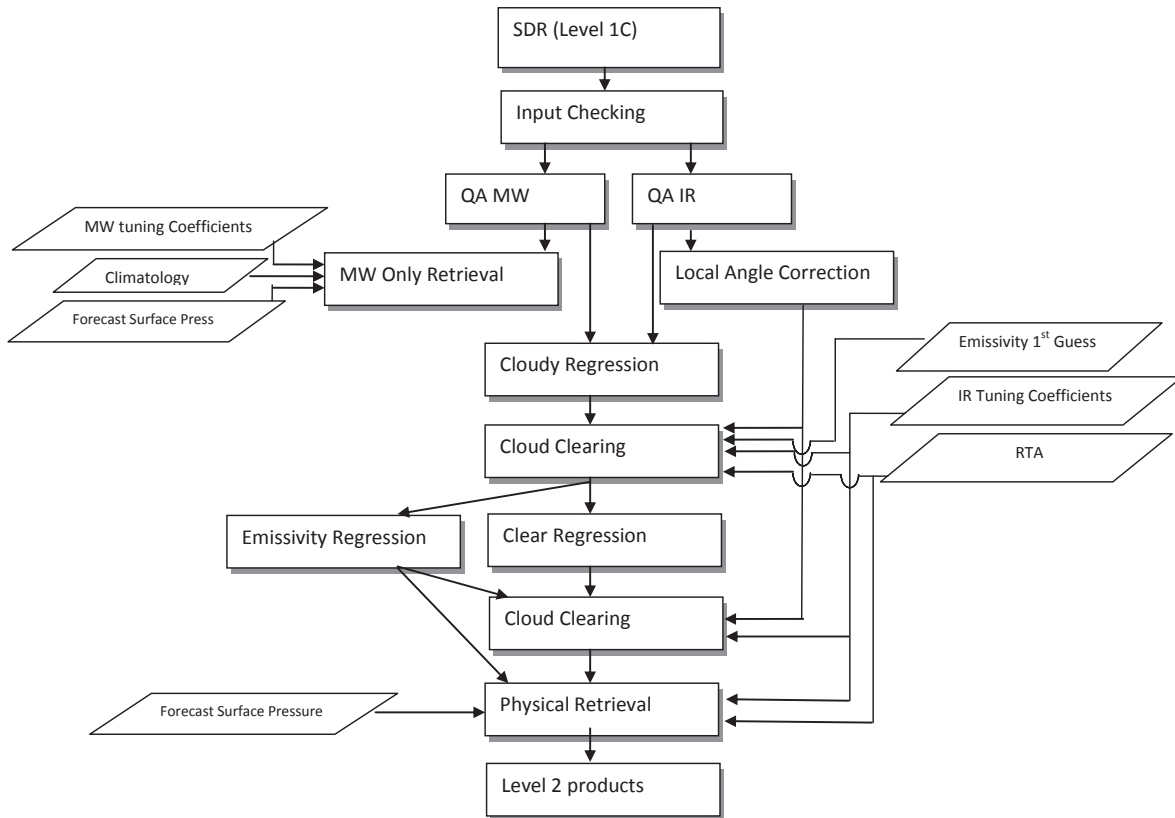 SDR (Level 1C)
Input Checking
QA MW
QA IR
MW tuning Coefficients
Climatology
Forecast Surface Press
MW Only Retrieval
Local Angle Correction
Emissivity 1st Guess
IR Tuning Coefficients
RTA
Cloudy Regression
Cloud Clearing
Emissivity Regression
Clear Regression
Cloud Clearing
Forecast Surface Pressure
Physical Retrieval
Level 2 products